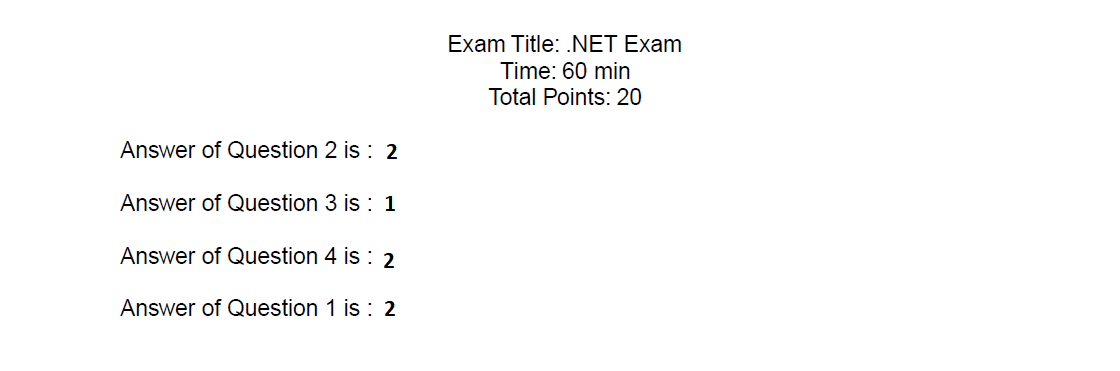 Exam Title: .NET Exam
Time: 60 min
Total Points: 20
Answer of Question 2 is : 2
Answer of Question 3 is : 1
Answer of Question 4 is : 2
Answer of Question 1 is : 2